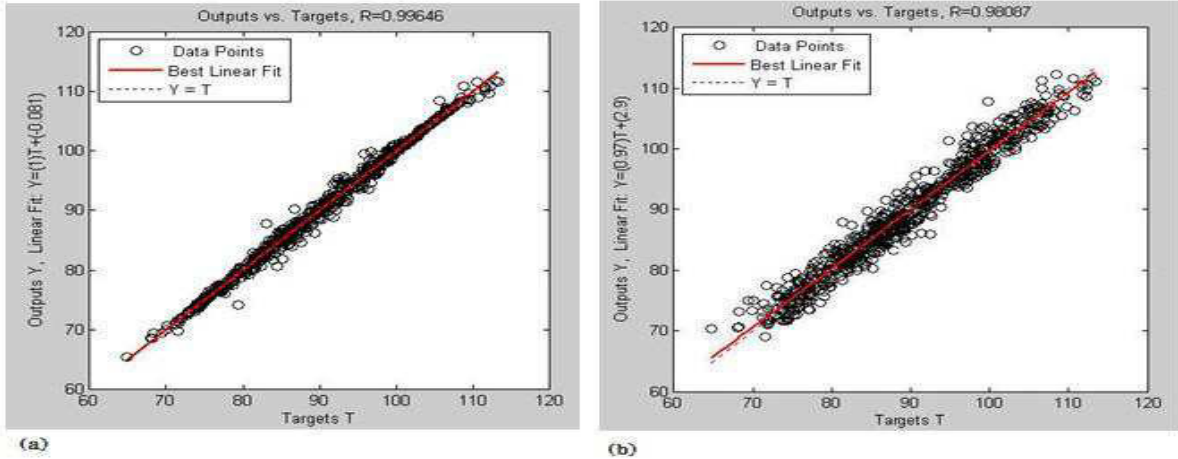 Outputs vs. Targets, R=0.99646
120
110
100
90
80
70
60
60 70 80 90 100 110 120
Data Points
Best Linear Fit
Y = T
Outputs Y, Linear Fit: Y=(1)T+(-0.081)
Targets T
(a)
Outputs vs. Targets, R=0.98087
120
110
100
90
80
70
60
60 70 80 90 100 110 120
Data Points
Best Linear Fit
Y = T
Outputs Y, Linear Fit: Y=(0.97)T+(2.9)
Targets T
(b)